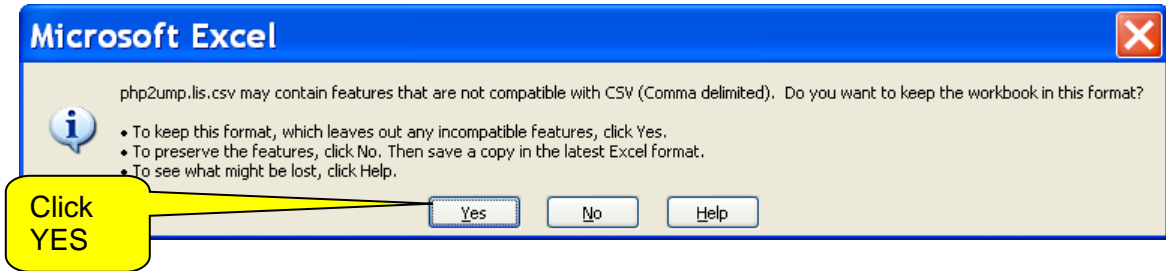 Microsoft Excel
php2ump.lis.csv may contain features that are not compatible with CSV (Comma delimited). Do you want to keep the workbook in this format?
• To keep this format, which leaves out any incompatible features, click Yes.
• To preserve the features, click No. Then save a copy in the latest Excel format.
• To see what might be lost, click Help.
Yes No Help
Click
YES